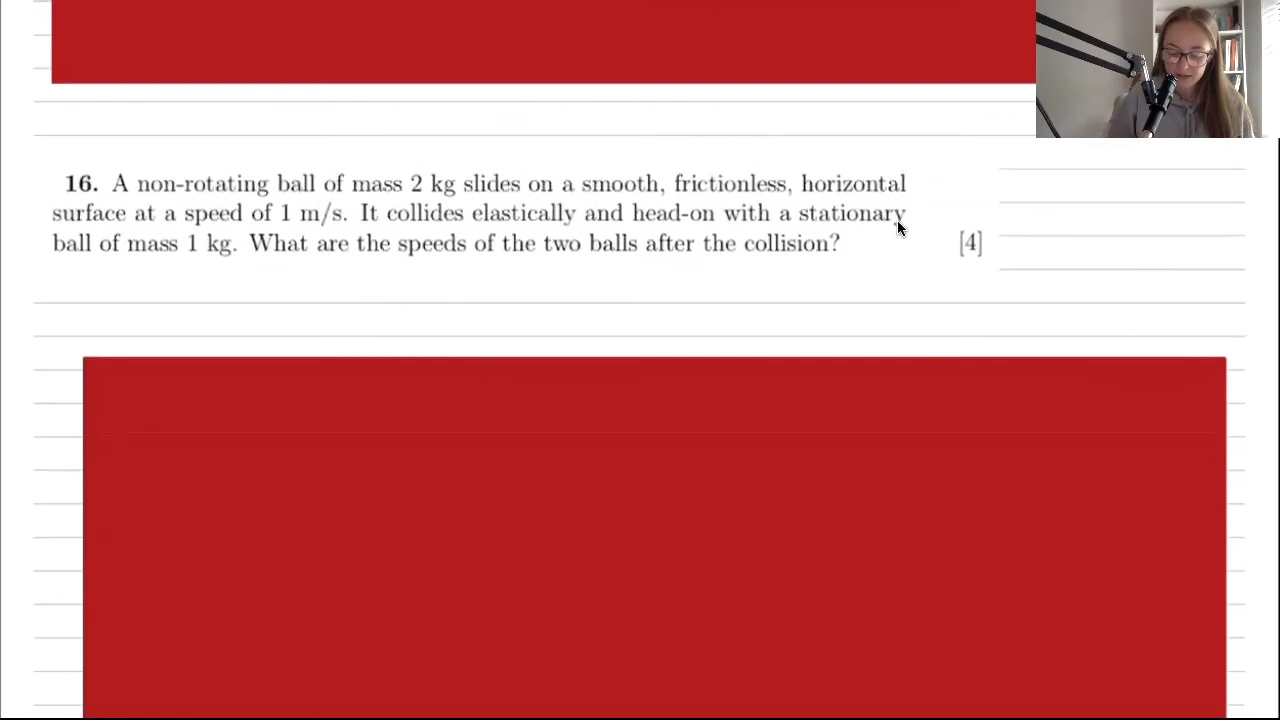 16. A non-rotating ball of mass 2 kg slides on a smooth, frictionless, horizontal
surface at a speed of 1 m/s. It collides elastically and head-on with a stationary
ball of mass 1 kg. What are the speeds of the two balls after the collision? [4]